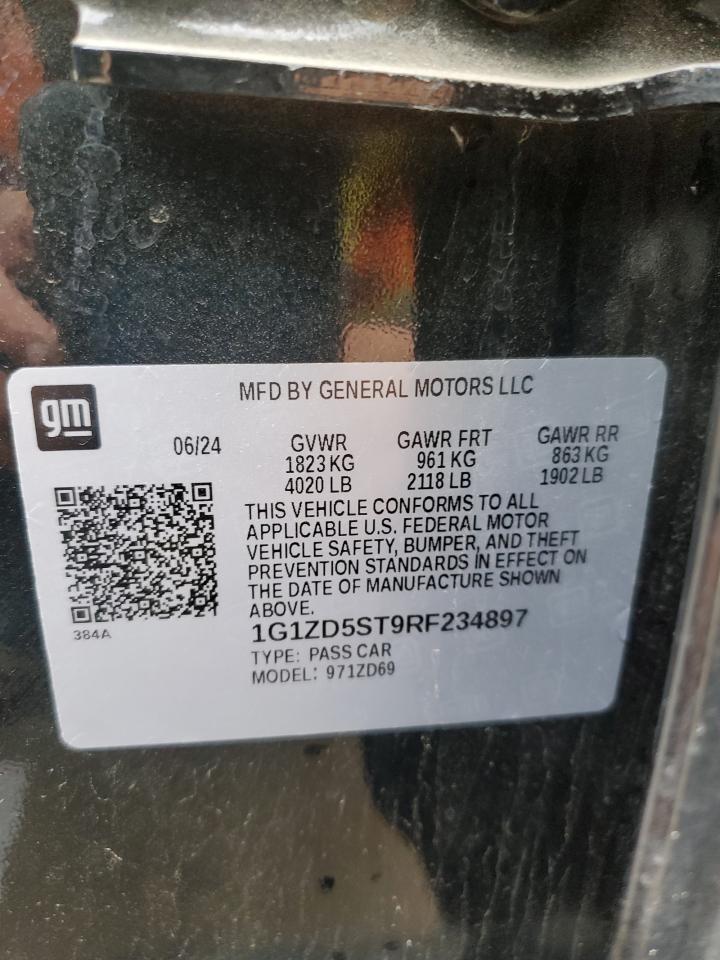 gm
MFD BY GENERAL MOTORS LLC
06/24
GVWR
1823 KG
4020 LB
GAWR FRT
961 KG
2118 LB
GAWR RR
863 KG
1902 LB
THIS VEHICLE CONFORMS TO ALL
APPLICABLE U.S. FEDERAL MOTOR
VEHICLE SAFETY, BUMPER, AND THEFT
PREVENTION STANDARDS IN EFFECT ON
THE DATE OF MANUFACTURE SHOWN
ABOVE.
384A
1G1ZD5ST9RF234897
TYPE: PASS CAR
MODEL: 971ZD69